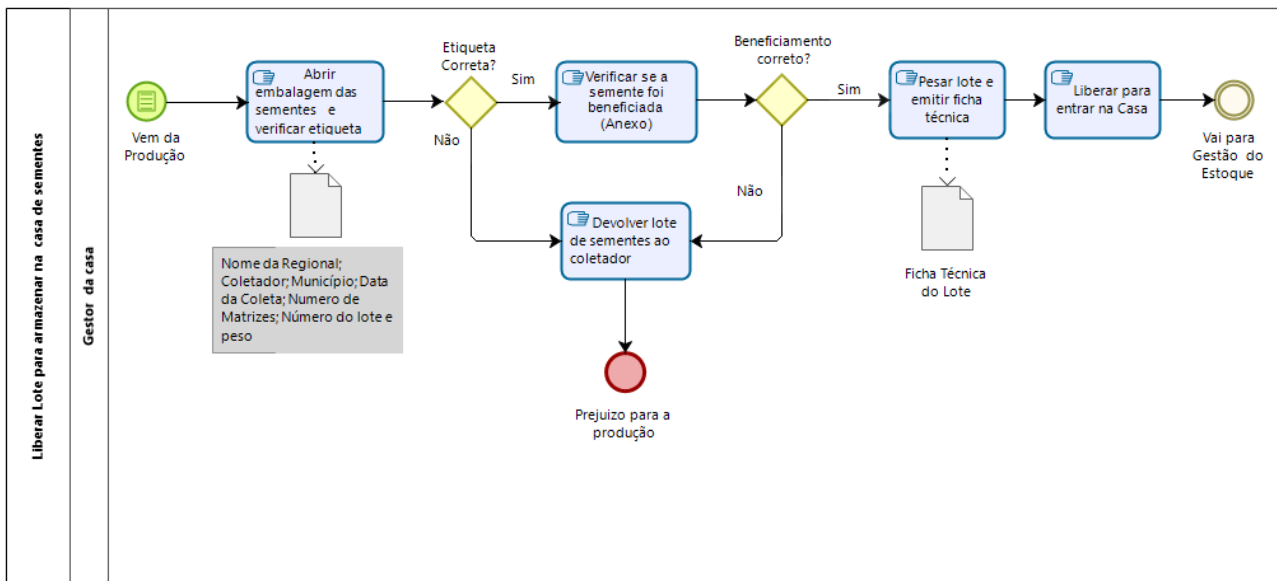 Liberar Lote para armazenar na casa de sementes
Gestor da casa
Vem da
Produção
Abrir
embalagem das
sementes e
verificar etiqueta
Nome da Regional;
Coletador; Município; Data
da Coleta; Numero de
Matrizes; Número do lote e
peso
Etiqueta
Correta?
Sim
Não
Verificar se a
semente foi
beneficiada
(Anexo)
Beneficiamento
correto?
Sim
Não
Devolver lote
de sementes ao
coletador
Prejuizo para a
produção
Pesar lote e
emitir ficha
técnica
Ficha Técnica
do Lote
Liberar para
entrar na Casa
Vai para
Gestão do
Estoque